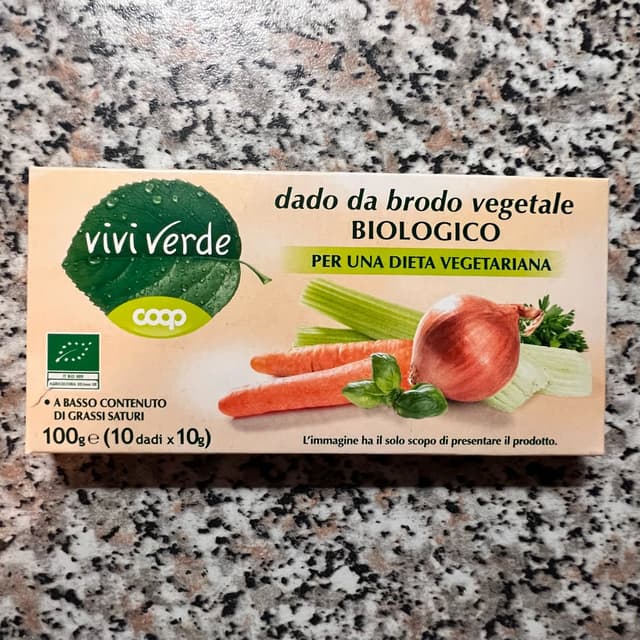 vivi verde
coop
dado da brodo vegetale
BIOLOGICO
PER UNA DIETA VEGETARIANA
• A BASSO CONTENUTO
DI GRASSI SATURI
100g e (10 dadi x 10g)
L'immagine ha il solo scopo di presentare il prodotto.